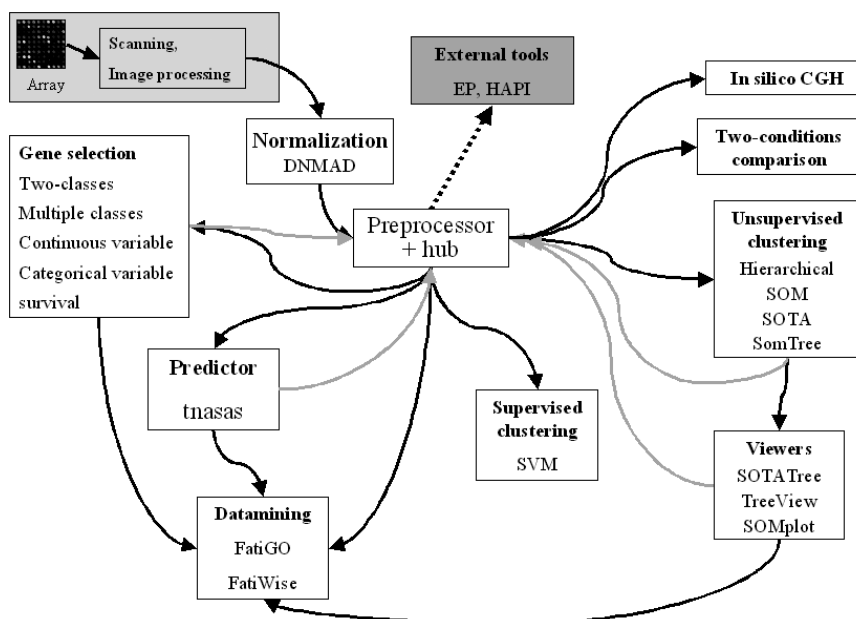 Scanning,
Image processing
Array
External tools
EP, HAPI
In silico CGH
Normalization
DNMAD
Two-conditions
comparison
Gene selection
Two-classes
Multiple classes
Continuous variable
Categorical variable
survival
Preprocessor
+ hub
Unsupervised
clustering
Hierarchical
SOM
SOTA
SomTree
Predictor
tnasas
Supervised
clustering
SVM
Viewers
SOTATree
TreeView
SOMplot
Datamining
FatiGO
FatiWise